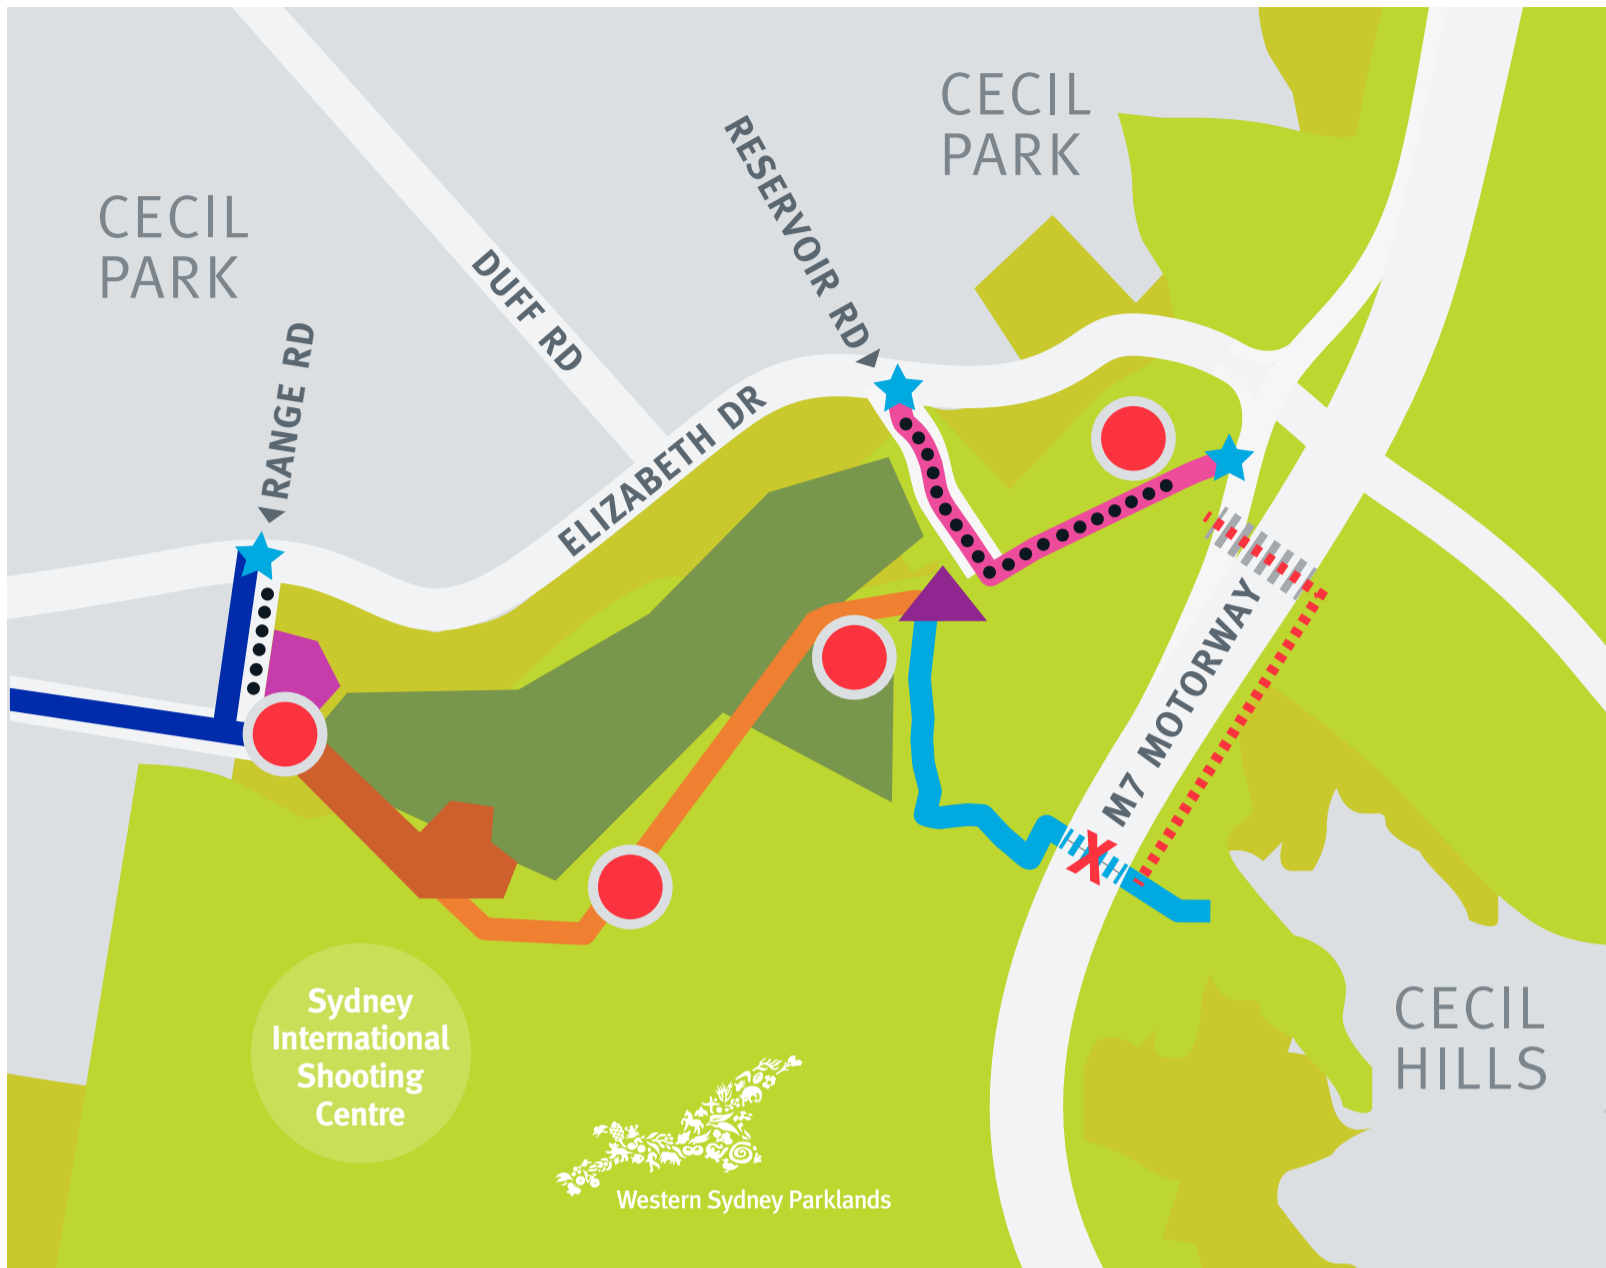 CECIL
PARK
CECIL
PARK
RESERVOIR RD
DUFF RD
RANGE RD
ELIZABETH DR
M7 MOTORWAY
X
Sydney
International
Shooting
Centre
CECIL
HILLS
Western Sydney Parklands